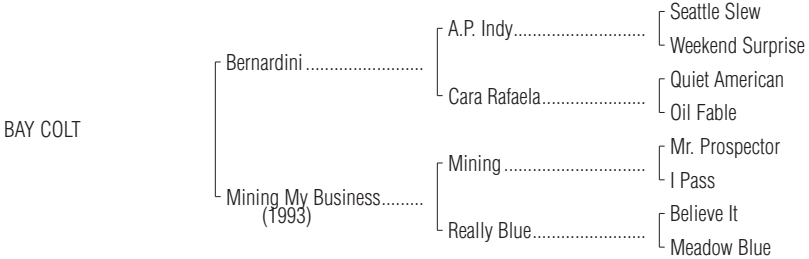 Seattle Slew
A.P. Indy..............................
Weekend Surprise
Bernardini ..........................
Quiet American
Cara Rafaela.......................
Oil Fable
BAY COLT
Mr. Prospector
Mining ...............................
I Pass
Mining My Business.........
(1993)
Believe It
Really Blue.........................
Meadow Blue